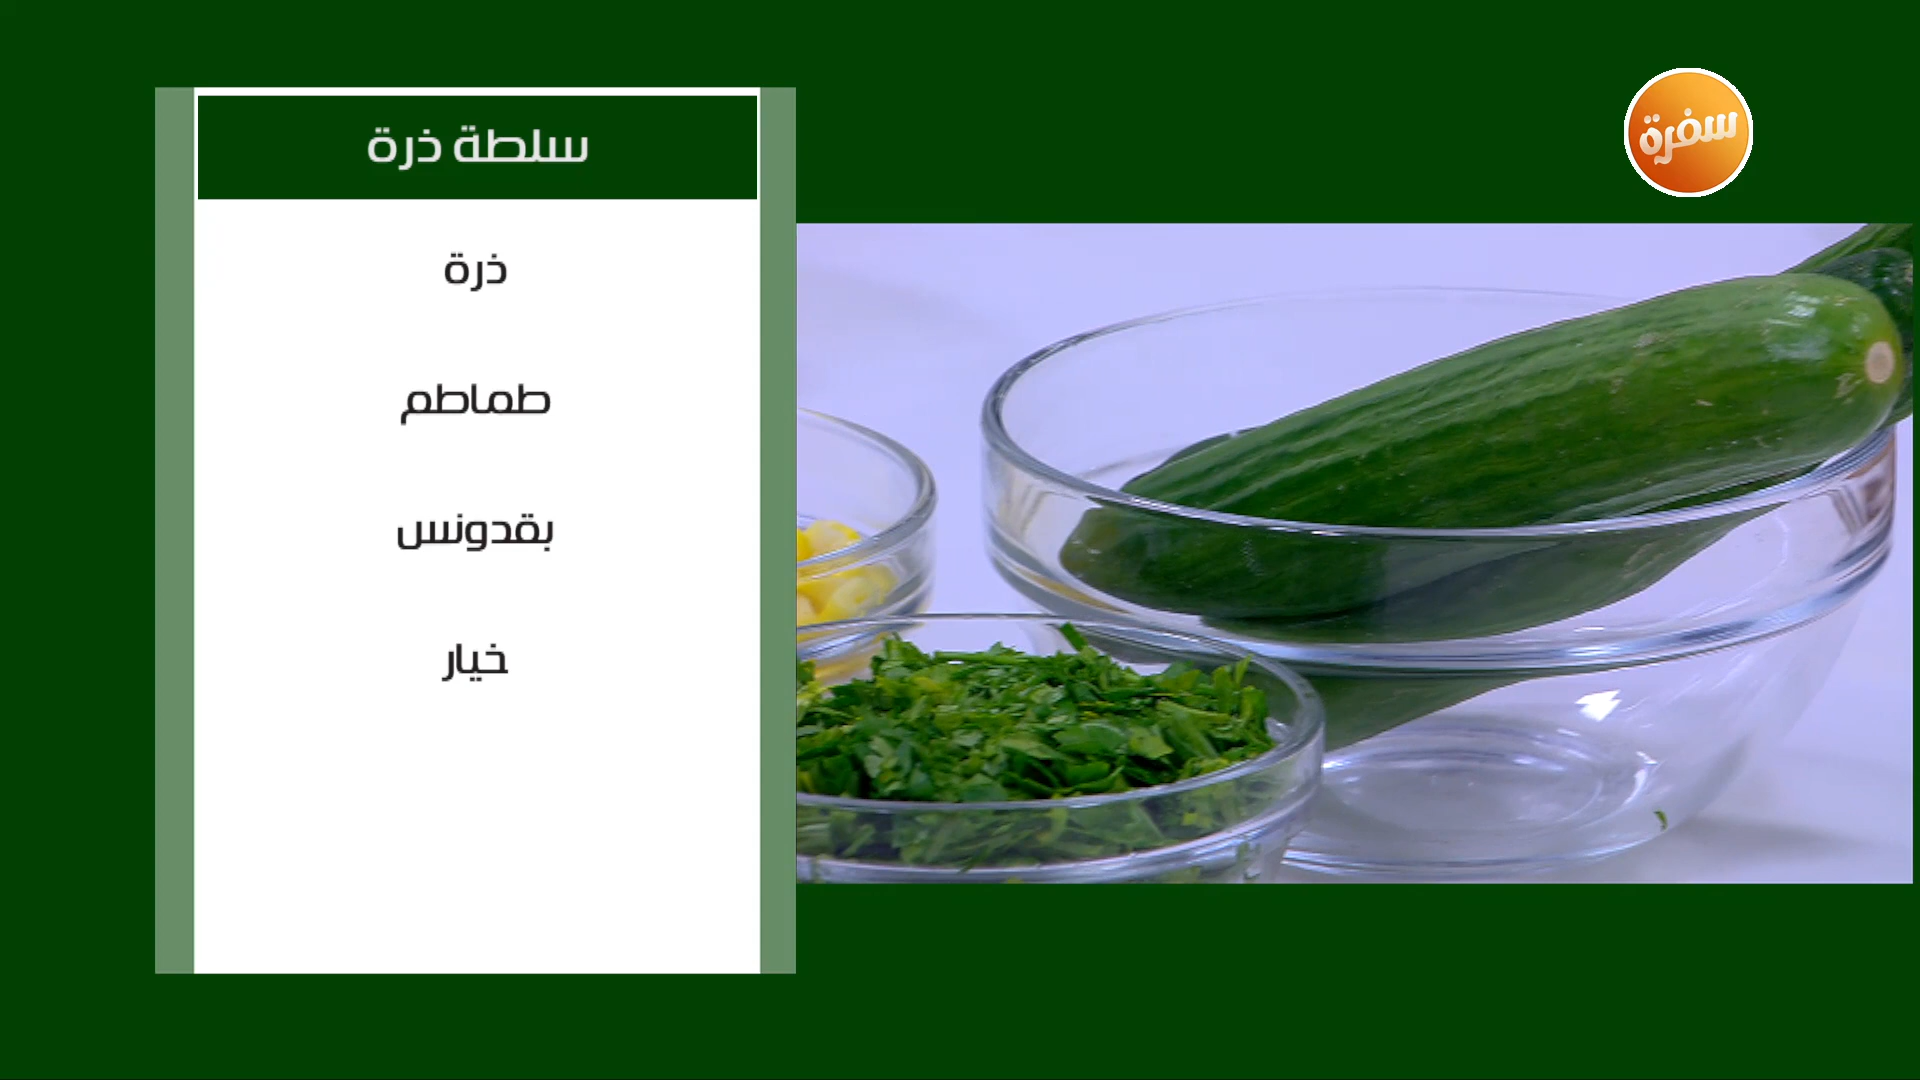 سفرة
سلطة ذرة
ذرة
طماطم
بقدونس
خيار